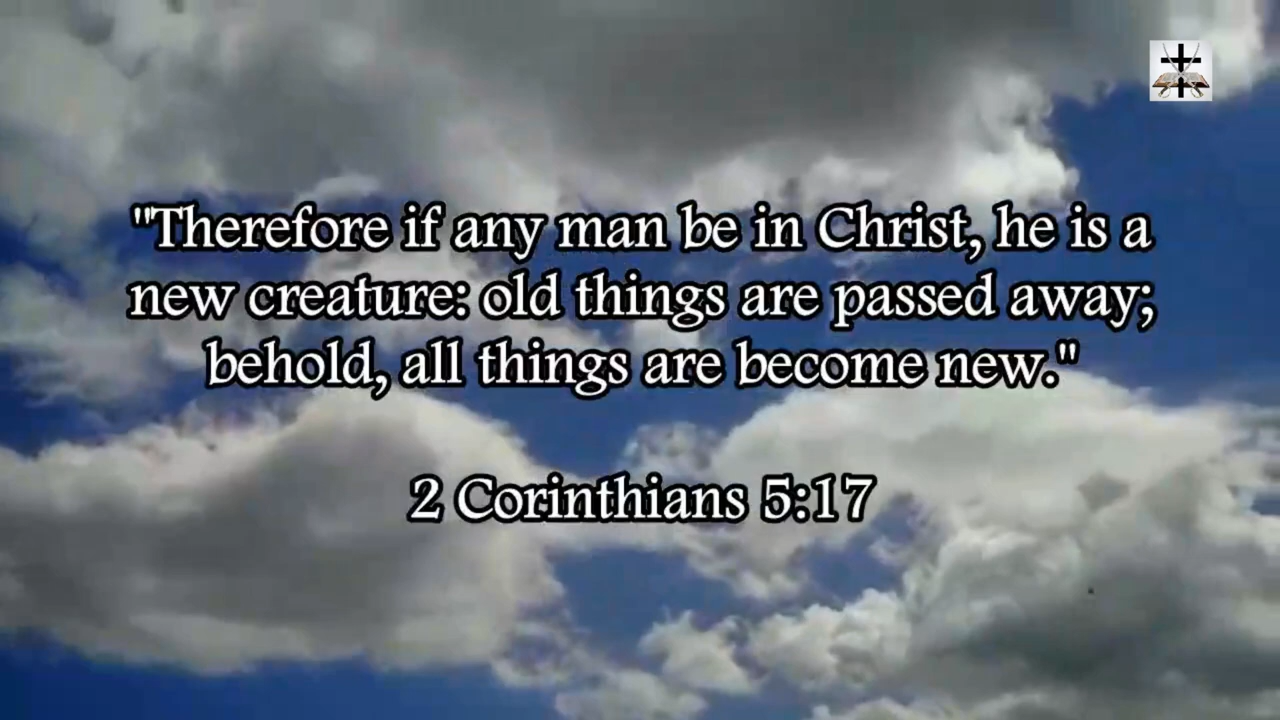 "Therefore if any man be in Christ, he is a
new creature: old things are passed away;
behold, all things are become new."
2 Corinthians 5:17